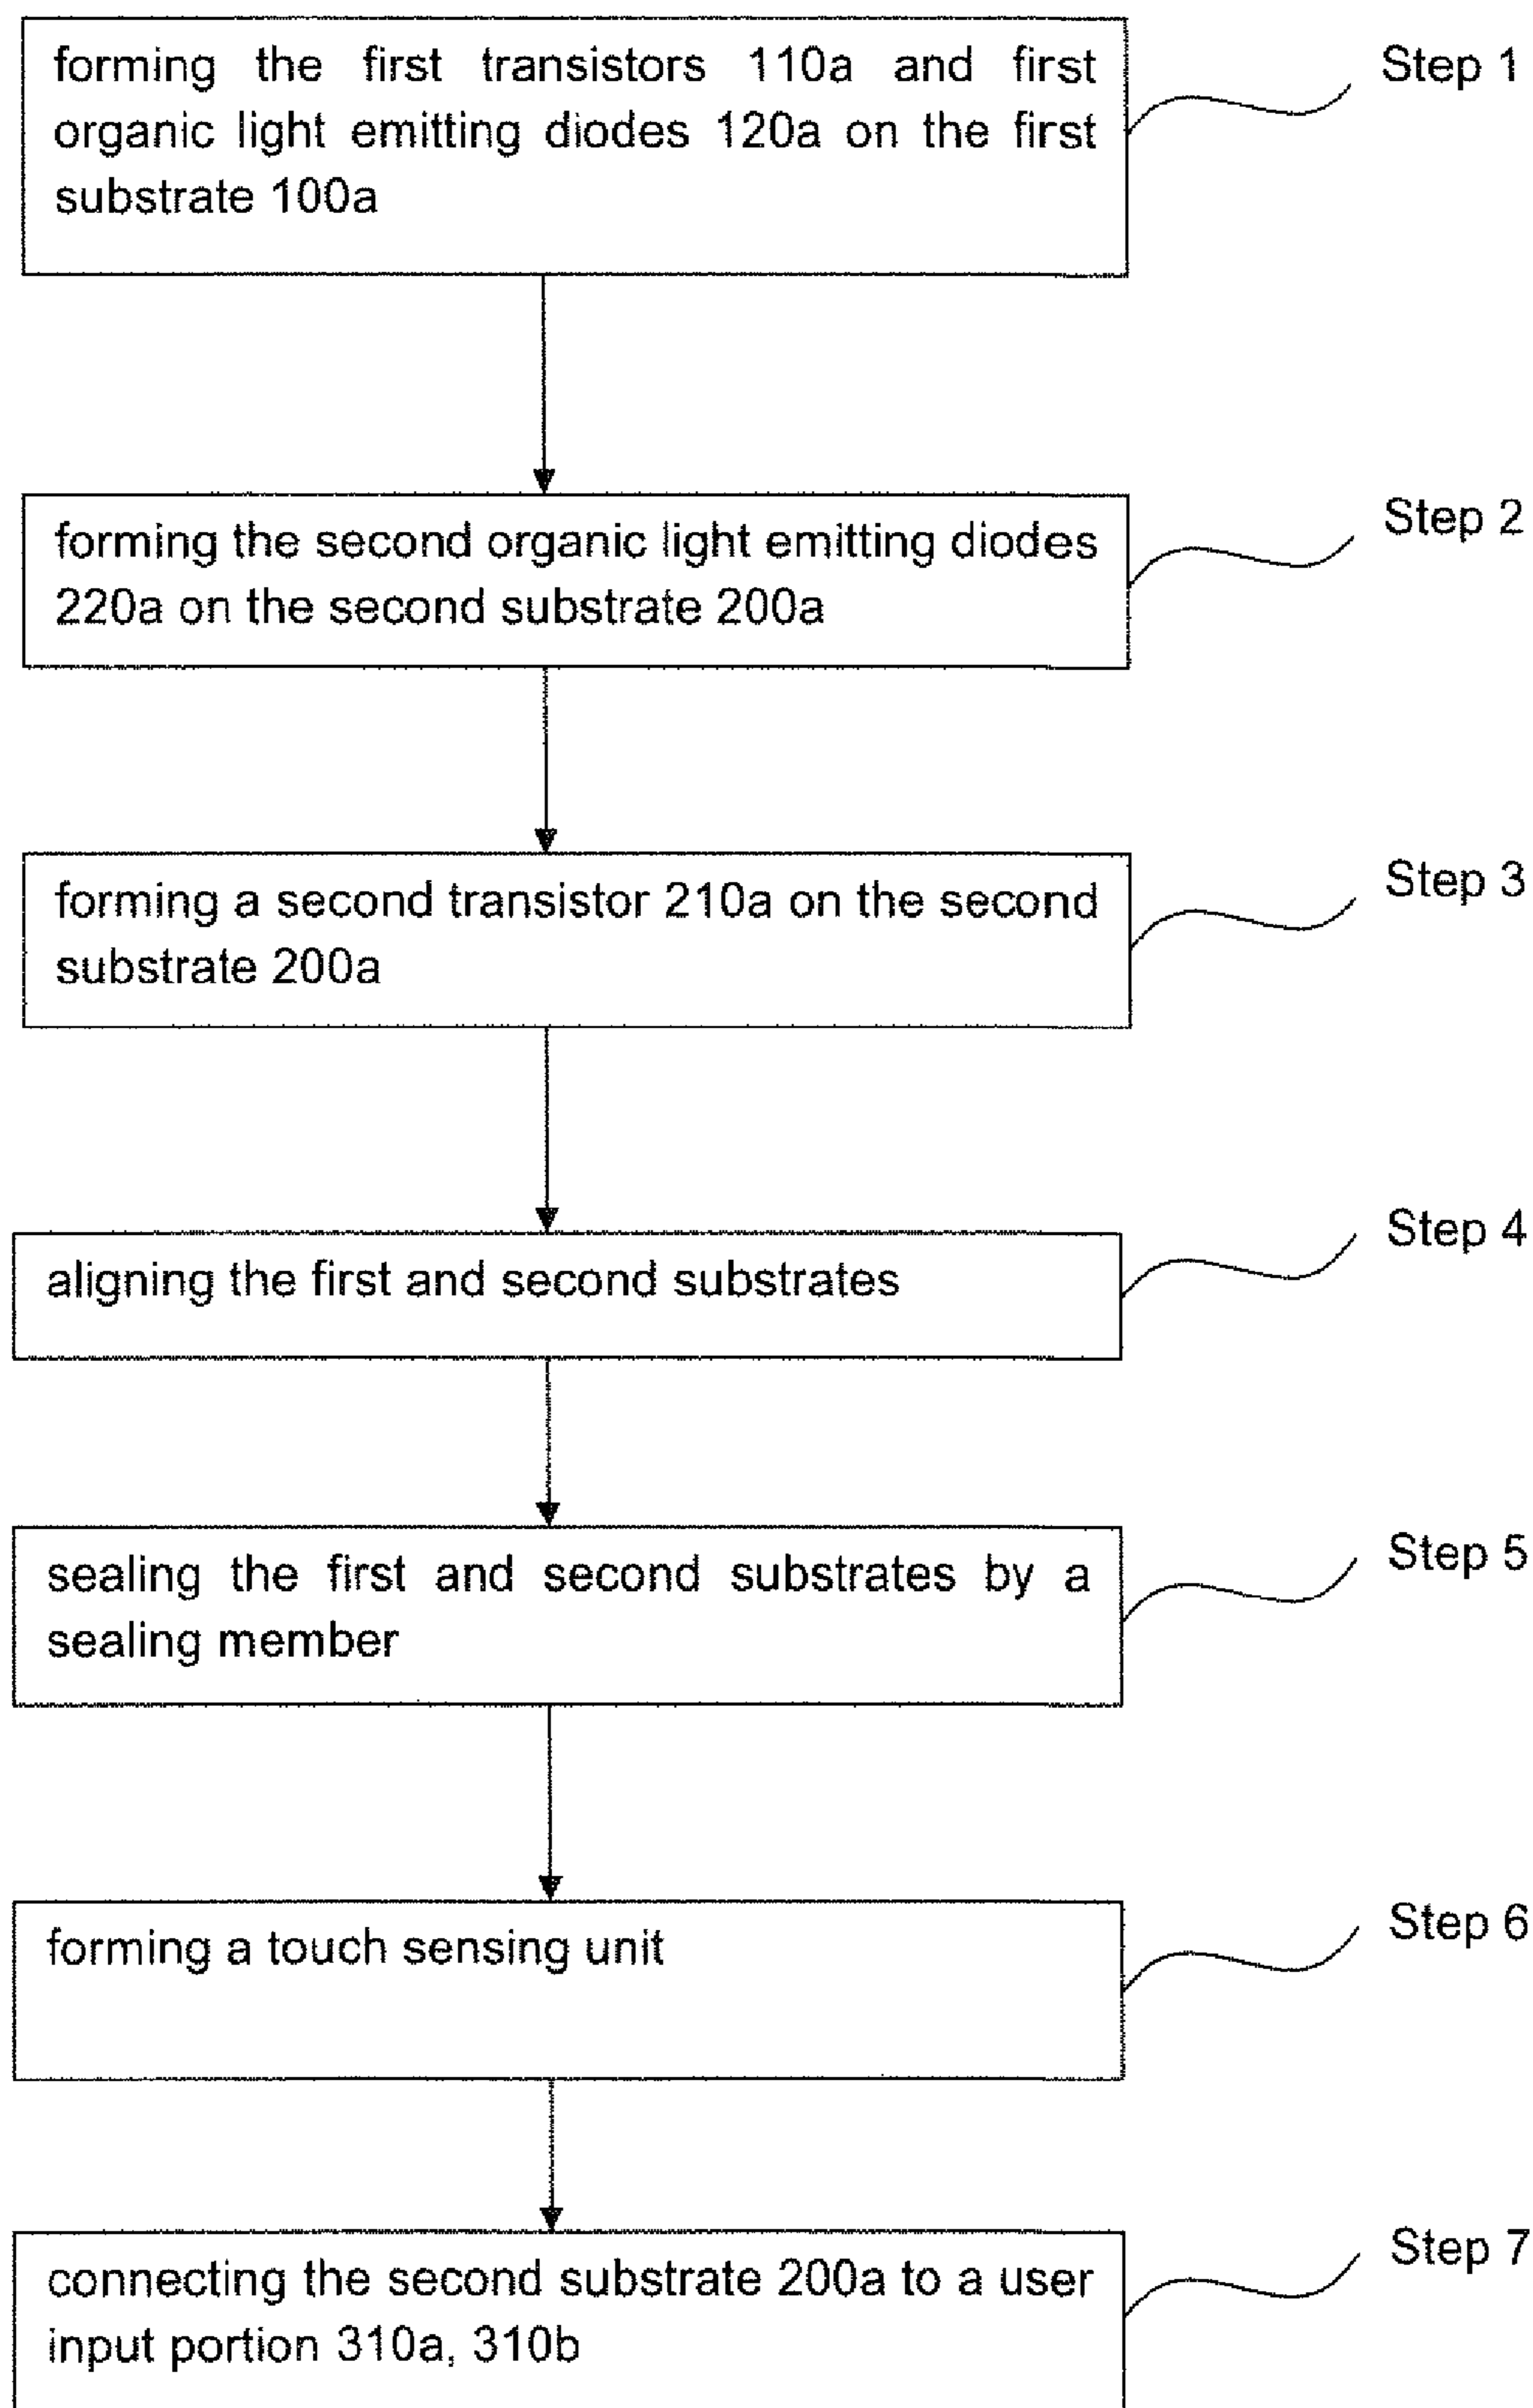 forming the first transistors 110a and first
organic light emitting diodes 120a on the first
substrate 100a
Step 1
forming the second organic light emitting diodes
220a on the second substrate 200a
Step 2
forming a second transistor 210a on the second
substrate 200a
Step 3
aligning the first and second substrates
Step 4
sealing the first and second substrates by a
sealing member
Step 5
forming a touch sensing unit
Step 6
connecting the second substrate 200a to a user
input portion 310a, 310b
Step 7